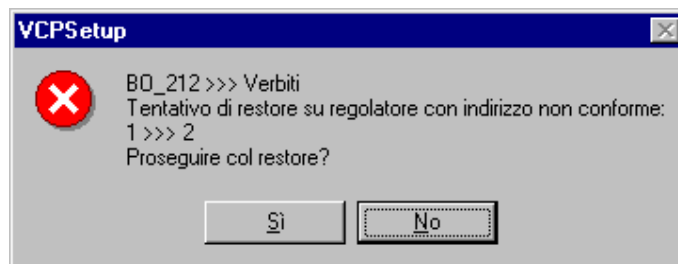 VCPSetup
BO_212 >>> Verbiti
Tentativo di restore su regolatore con indirizzo non conforme:
1 >>> 2
Proseguire col restore?
Sì
No